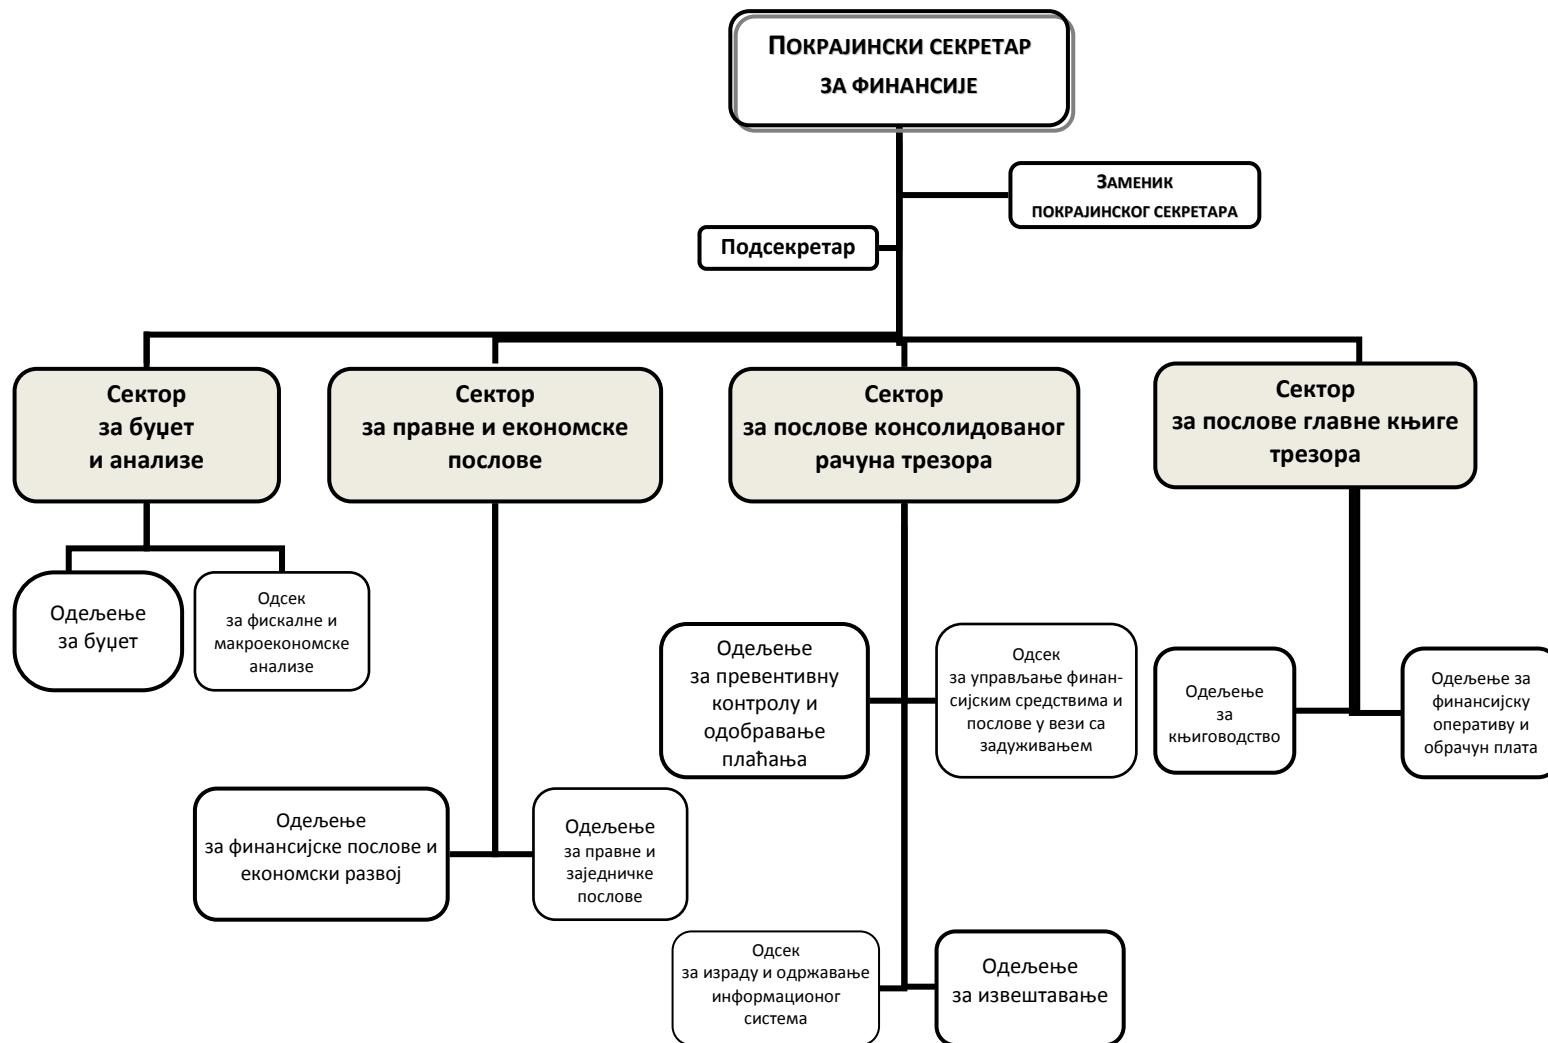 ПОКРАЈИНСКИ СЕКРЕТАР
ЗА ФИНАНСИЈЕ
ЗАМЕНИК
ПОКРАЈИНСКОГ СЕКРЕТАРА
Подсекретар
Сектор
за буџет
и анализе
Сектор
за правне и економске
послове
Сектор
за послове консолидованог
рачуна трезора
Сектор
за послове главне књиге
трезора
Одељење
за буџет
Одсек
за фискалне и
макроекономске
анализе
Одељење
за превентивну
контролу и
одобравање
плаћања
Одсек
за управљање финан-
сијским средствима и
послове у вези са
задуживањем
Одељење
за
књиговодство
Одељење за
финансијску
оперативу и
обрачун плата
Одељење
за финансијске послове и
економски развој
Одељење
за правне и
заједничке
послове
Одсек
за израду и одржавање
информационог
система
Одељење
за извештавање